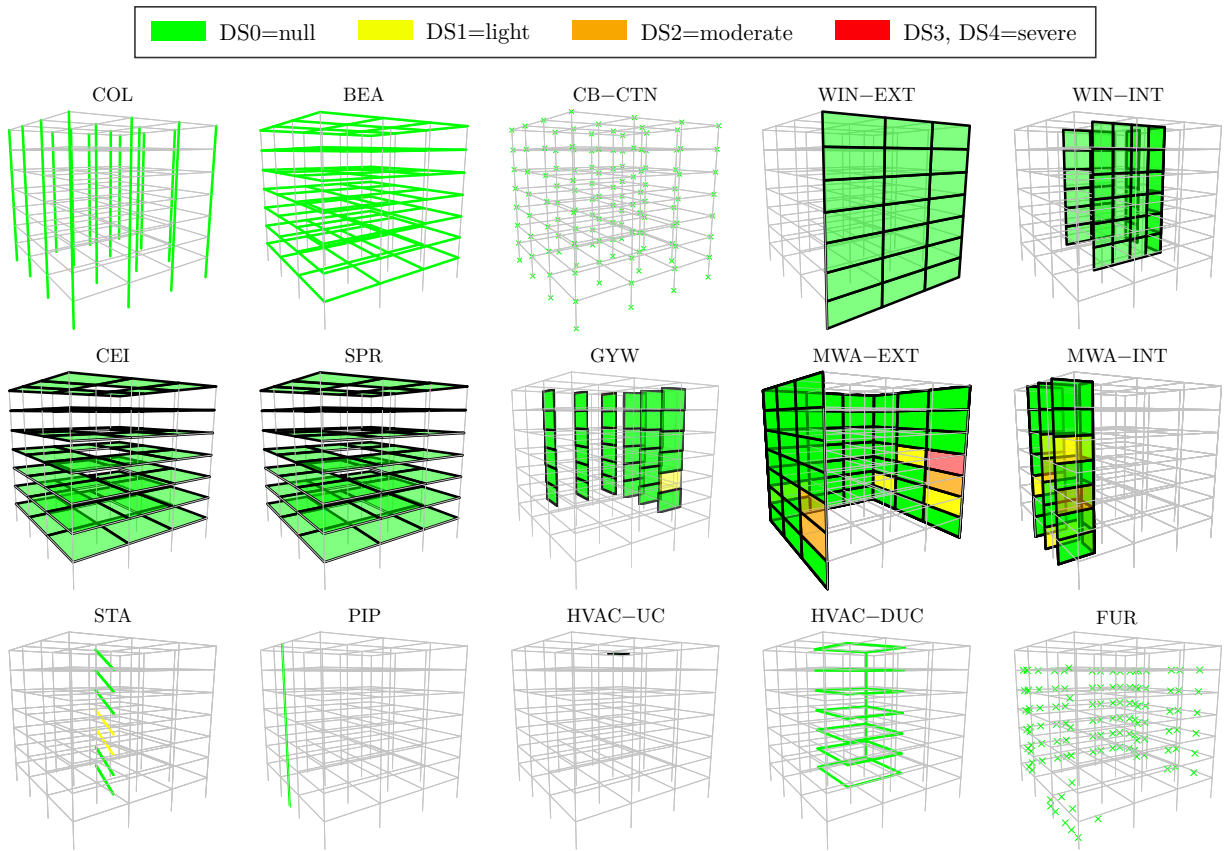 DS0=null DS1=light DS2=moderate DS3, DS4=severe
COL BEA CB−CTN WIN−EXT WIN−INT
CEI SPR GYW MWA−EXT MWA−INT
STA PIP HVAC−UC HVAC−DUC FUR